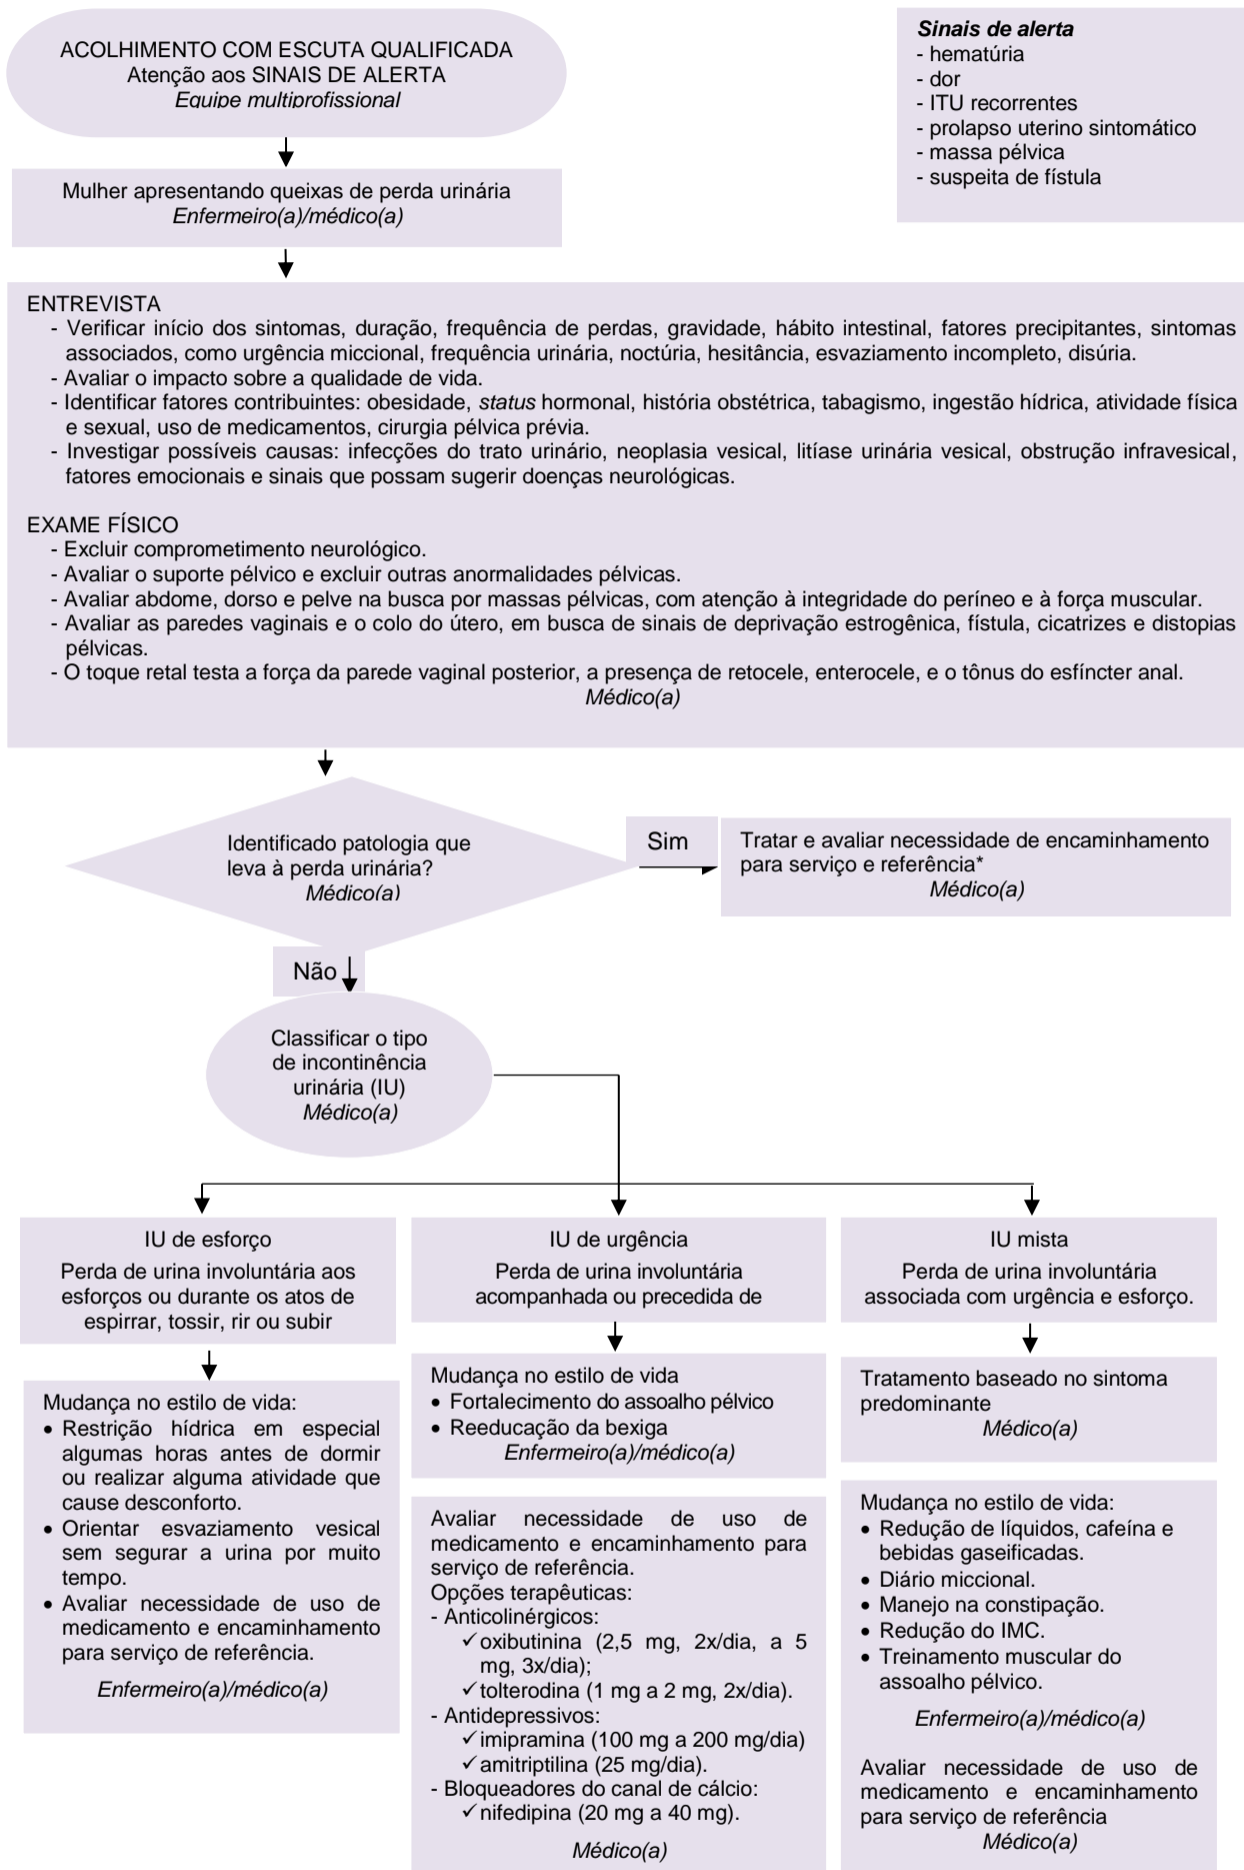 ACOLHIMENTO COM ESCUTA QUALIFICADA
Atenção aos SINAIS DE ALERTA
Equipe multiprofissional
Sinais de alerta
- hematúria
- dor
- ITU recorrentes
- prolapso uterino sintomático
- massa pélvica
- suspeita de fístula
Mulher apresentando queixas de perda urinária
Enfermeiro(a)/médico(a)
ENTREVISTA
- Verificar início dos sintomas, duração, frequência de perdas, gravidade, hábito intestinal, fatores precipitantes, sintomas
associados, como urgência miccional, frequência urinária, noctúria, hesitância, esvaziamento incompleto, disúria.
- Avaliar o impacto sobre a qualidade de vida.
- Identificar fatores contribuintes: obesidade, status hormonal, história obstétrica, tabagismo, ingestão hídrica, atividade física
e sexual, uso de medicamentos, cirurgia pélvica prévia.
- Investigar possíveis causas: infecções do trato urinário, neoplasia vesical, litíase urinária vesical, obstrução infravesical,
fatores emocionais e sinais que possam sugerir doenças neurológicas.
EXAME FÍSICO
- Excluir comprometimento neurológico.
- Avaliar o suporte pélvico e excluir outras anormalidades pélvicas.
- Avaliar abdome, dorso e pelve na busca por massas pélvicas, com atenção à integridade do períneo e à força muscular.
- Avaliar as paredes vaginais e o colo do útero, em busca de sinais de deprivação estrogênica, fístula, cicatrizes e distopias
pélvicas.
- O toque retal testa a força da parede vaginal posterior, a presença de retocele, enterocele, e o tônus do esfíncter anal.
Médico(a)
Identificado patologia que
leva à perda urinária?
Médico(a)
Sim
Tratar e avaliar necessidade de encaminhamento
para serviço e referência*
Médico(a)
Não
Classificar o tipo
de incontinência
urinária (IU)
Médico(a)
IU de esforço
Perda de urina involuntária aos
esforços ou durante os atos de
espirrar, tossir, rir ou subir
Mudança no estilo de vida:
• Restrição hídrica em especial
algumas horas antes de dormir
ou realizar alguma atividade que
cause desconforto.
• Orientar esvaziamento vesical
sem segurar a urina por muito
tempo.
• Avaliar necessidade de uso de
medicamento e encaminhamento
para serviço de referência.
Enfermeiro(a)/médico(a)
IU de urgência
Perda de urina involuntária
acompanhada ou precedida de
Mudança no estilo de vida
• Fortalecimento do assoalho pélvico
• Reeducação da bexiga
Enfermeiro(a)/médico(a)
Avaliar necessidade de uso de
medicamento e encaminhamento para
serviço de referência.
Opções terapêuticas:
- Anticolinérgicos:
✓ oxibutinina (2,5 mg, 2x/dia, a 5
mg, 3x/dia);
✓ tolterodina (1 mg a 2 mg, 2x/dia).
- Antidepressivos:
✓ imipramina (100 mg a 200 mg/dia)
✓ amitriptilina (25 mg/dia).
- Bloqueadores do canal de cálcio:
✓ nifedipina (20 mg a 40 mg).
Médico(a)
IU mista
Perda de urina involuntária
associada com urgência e esforço.
Tratamento baseado no sintoma
predominante
Médico(a)
Mudança no estilo de vida:
• Redução de líquidos, cafeína e
bebidas gaseificadas.
• Diário miccional.
• Manejo na constipação.
• Redução do IMC.
• Treinamento muscular do
assoalho pélvico.
Enfermeiro(a)/médico(a)
Avaliar necessidade de uso de
medicamento e encaminhamento
para serviço de referência
Médico(a)